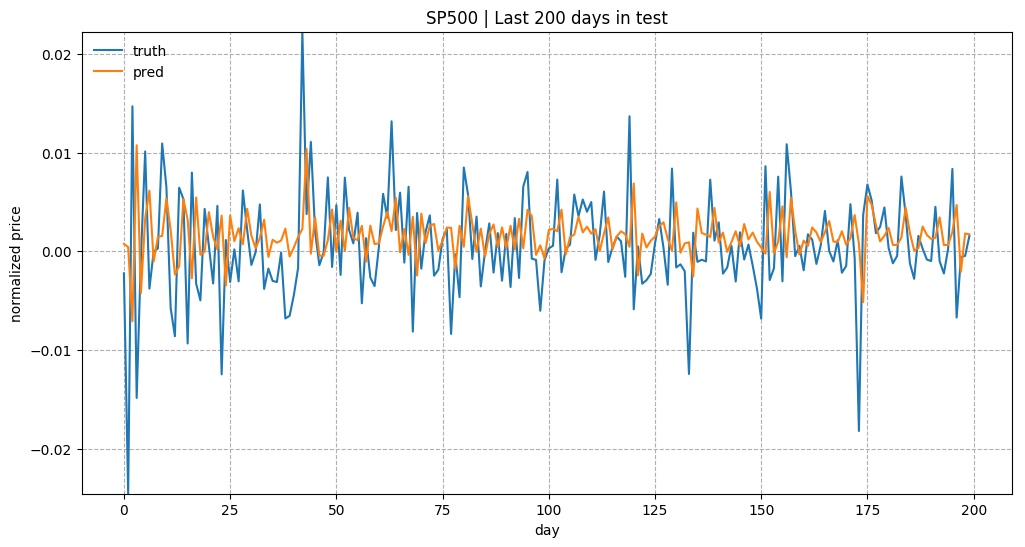 SP500 | Last 200 days in test
truth
pred
0.02
0.01
0.00
−0.01
−0.02
normalized price
0 25 50 75 100 125 150 175 200
day